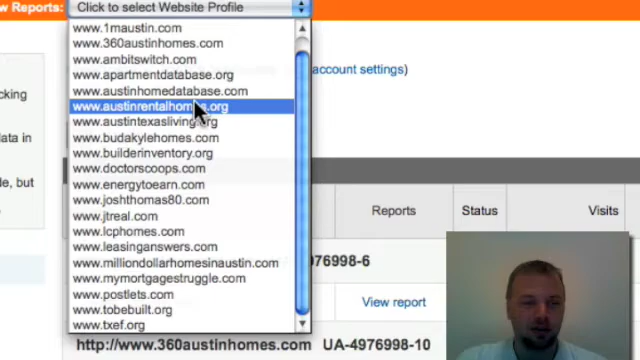 w Reports:
Click to select Website Profile
www.1maustin.com
www.360austinhomes.com
www.ambitswitch.com
www.apartmentdatabase.org
account settings)
www.austinhomedatabase.com
cking
www.austinrentalhomes.org
www.austintexasliving.org
lata in
www.budakylehomes.com
www.builderinventory.org
www.doctorscoops.com
de, but
www.energytoearn.com
www.joshthomas80.com
Reports
Status
Visits
www.jtreal.com
www.lcphomes.com
www.leasinganswers.com
www.milliondollarhomesinaustin.com
76998-6
www.mymortgagestruggle.com
www.postlets.com
View report
www.tobebuilt.org
www.txef.org
http://www.360austinhomes.com UA-4976998-10